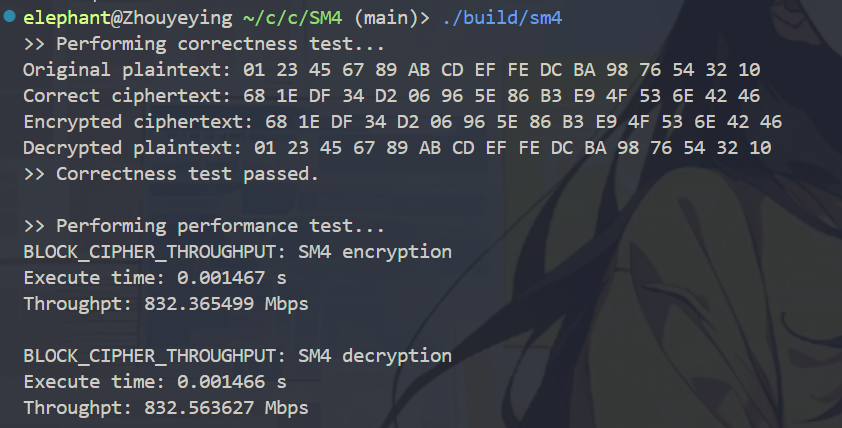 elephant@Zhouyeying ~/c/c/SM4 (main)> ./build/sm4
>> Performing correctness test...
Original plaintext: 01 23 45 67 89 AB CD EF FE DC BA 98 76 54 32 10
Correct ciphertext: 68 1E DF 34 D2 06 96 5E 86 B3 E9 4F 53 6E 42 46
Encrypted ciphertext: 68 1E DF 34 D2 06 96 5E 86 B3 E9 4F 53 6E 42 46
Decrypted plaintext: 01 23 45 67 89 AB CD EF FE DC BA 98 76 54 32 10
>> Correctness test passed.

>> Performing performance test...
BLOCK_CIPHER_THROUGHPUT: SM4 encryption
Execute time: 0.001467 s
Throughpt: 832.365499 Mbps

BLOCK_CIPHER_THROUGHPUT: SM4 decryption
Execute time: 0.001466 s
Throughpt: 832.563627 Mbps